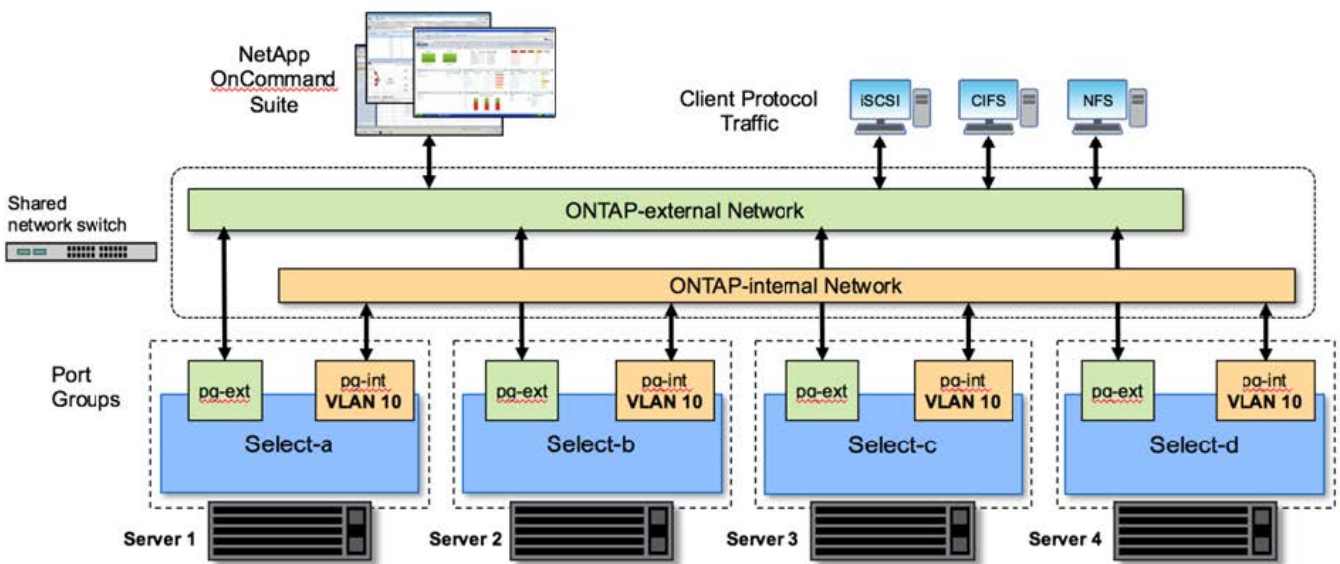 NetApp
OnCommand
Suite
Client Protocol
Traffic
iSCSI
CIFS
NFS
Shared
network switch
ONTAP-external Network
ONTAP-internal Network
Port
Groups
pg-ext
pg-int
VLAN 10
Select-a
pg-ext
pg-int
VLAN 10
Select-b
pg-ext
pg-int
VLAN 10
Select-c
pg-ext
pg-int
VLAN 10
Select-d
Server 1
Server 2
Server 3
Server 4